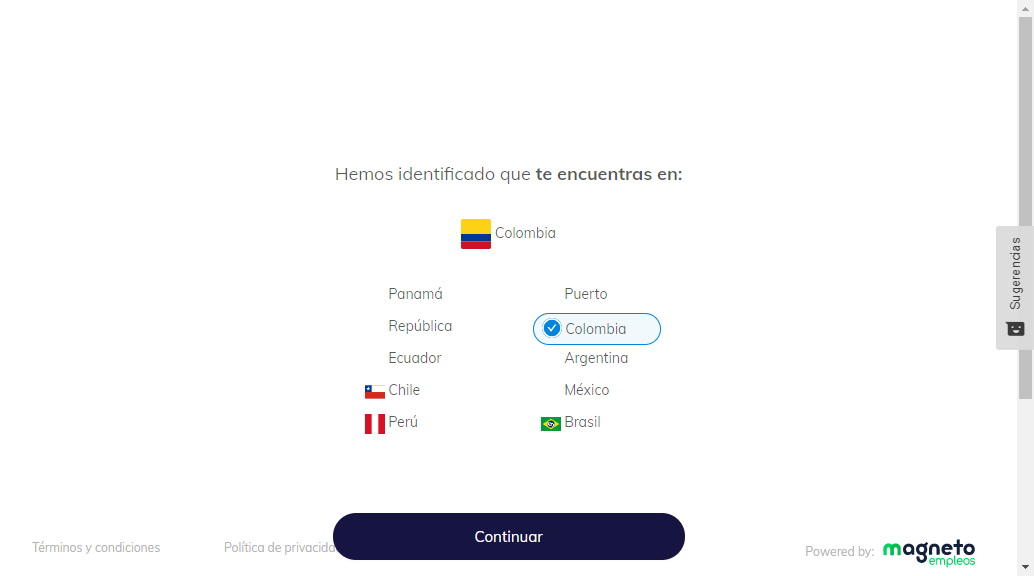 Hemos identificado que te encuentras en:
Colombia
Panamá
Puerto
República
Colombia
Ecuador
Argentina
Chile
México
Perú
Brasil
Sugerendas
Continuar
Términos y condiciones
Política de privacida
Powered by:
magneto
empleos